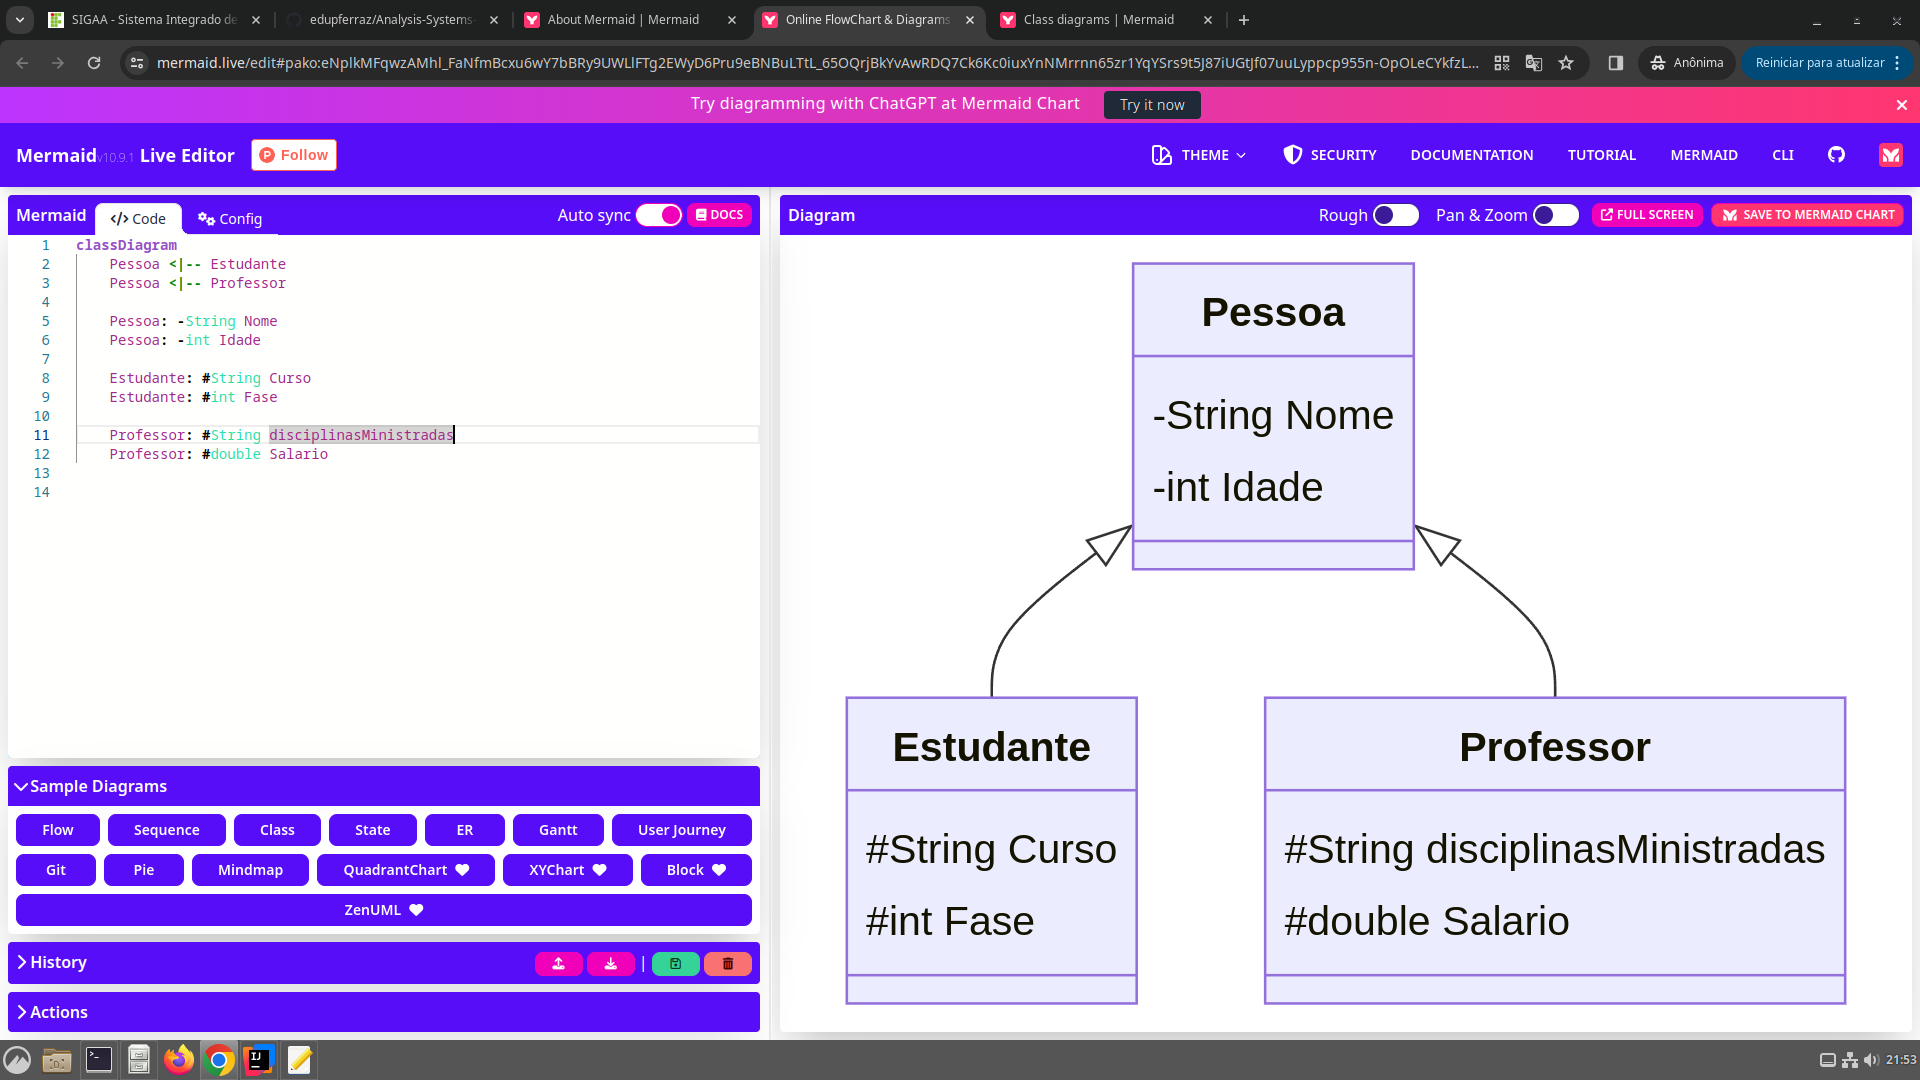 SIGAA - Sistema Integrado de
edupferraz/Analysis-Systems-
About Mermaid | Mermaid
Online FlowChart & Diagrams
Class diagrams | Mermaid
Anônima
Reiniciar para atualizar
Try diagramming with ChatGPT at Mermaid Chart
Try it now
Mermaid v10.9.1 Live Editor
Follow
THEME
SECURITY
DOCUMENTATION
TUTORIAL
MERMAID
CLI
Mermaid
Code
Config
Auto sync
DOCS
1 classDiagram
2 Pessoa <|-- Estudante
3 Pessoa <|-- Professor
4
5 Pessoa: -String Nome
6 Pessoa: -int Idade
7
8 Estudante: #String Curso
9 Estudante: #int Fase
10
11 Professor: #String disciplinasMinistradas
12 Professor: #double Salario
13
14
Sample Diagrams
Flow
Sequence
Class
State
ER
Gantt
User Journey
Git
Pie
Mindmap
QuadrantChart
XYChart
Block
ZenUML
History
Actions
Diagram
Rough
Pan & Zoom
FULL SCREEN
SAVE TO MERMAID CHART
Pessoa
-String Nome
-int Idade
Estudante
#String Curso
#int Fase
Professor
#String disciplinasMinistradas
#double Salario
IJ
21:53